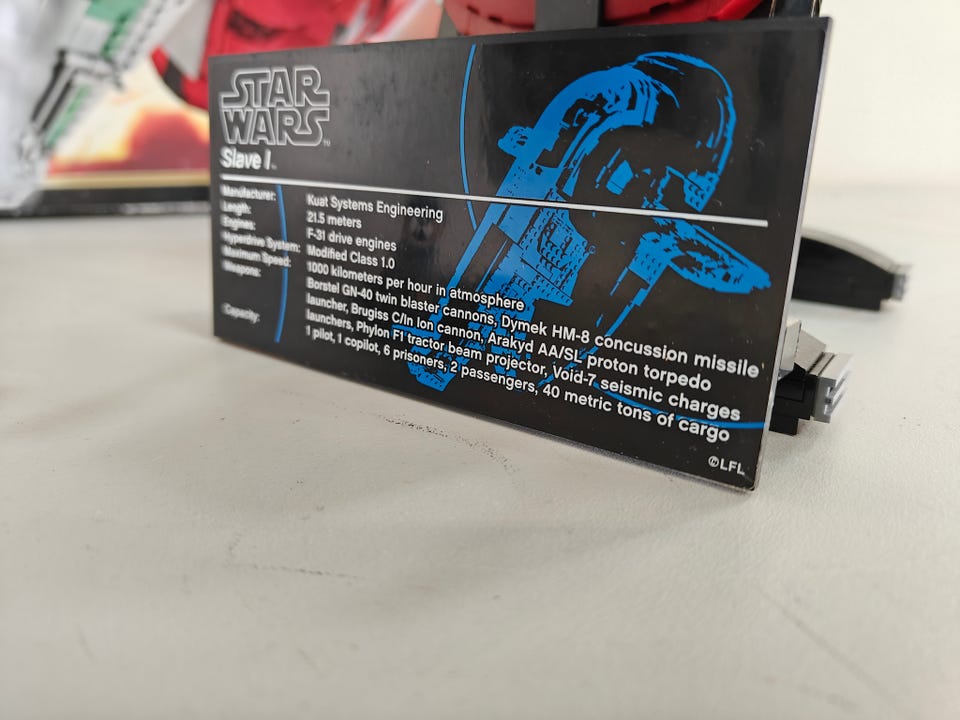 STAR
WARS™
Slave I™
Manufacturer: Kuat Systems Engineering
Length: 21.5 meters
Engines: F-31 drive engines
Hyperdrive System: Modified Class 1.0
Maximum Speed: 1000 kilometers per hour in atmosphere
Weapons: Borstel GN-40 twin blaster cannons, Dymek HM-8 concussion missile
launcher, Brugiss C/ln Ion cannon, Arakyd AA/SL proton torpedo
launchers, Phylon F1 tractor beam projector, Void-7 seismic charges
Capacity: 1 pilot, 1 copilot, 6 prisoners, 2 passengers, 40 metric tons of cargo
©LFL